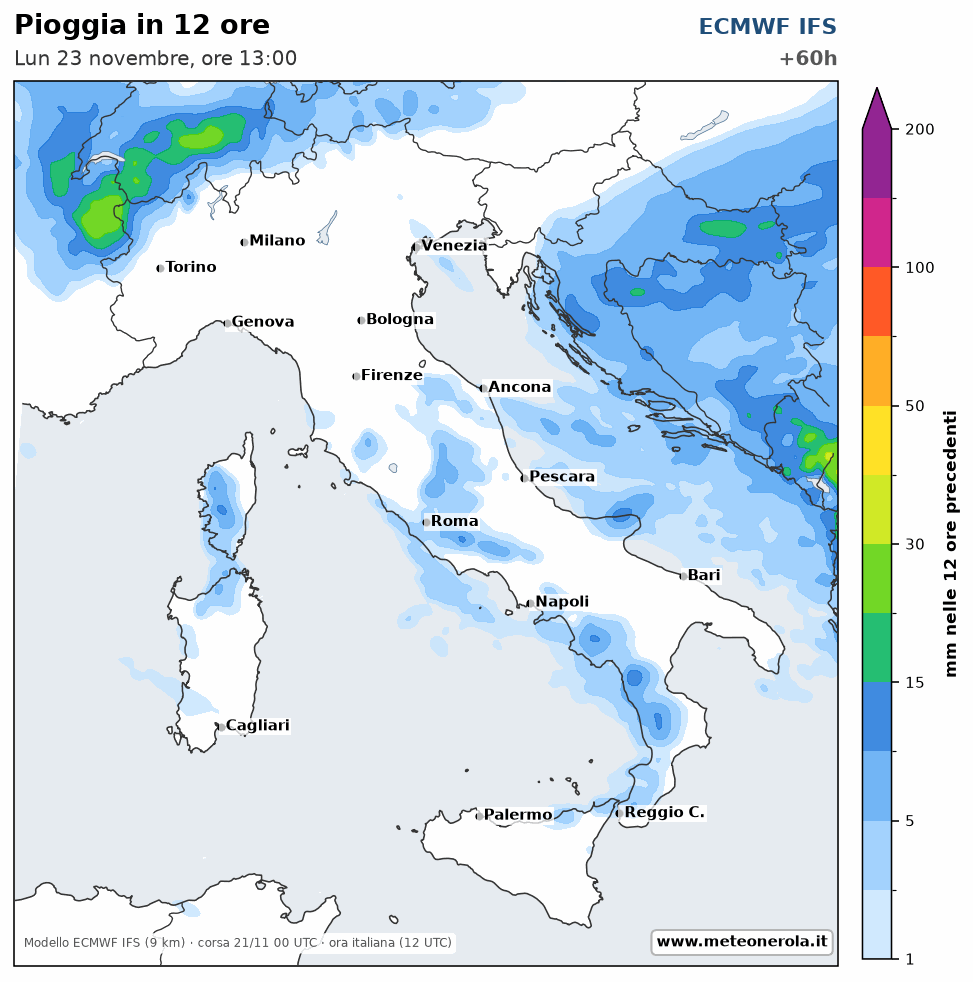 Pioggia in 12 ore
ECMWF IFS
Lun 23 novembre, ore 13:00
+60h
200
100
50
30
15
5
1
mm nelle 12 ore precedenti
Milano
Venezia
Torino
Genova
Bologna
Firenze
Ancona
Pescara
Roma
Bari
Napoli
Cagliari
Palermo
Reggio C.
Modello ECMWF IFS (9 km) · corsa 21/11 00 UTC · ora italiana (12 UTC)
www.meteonerola.it